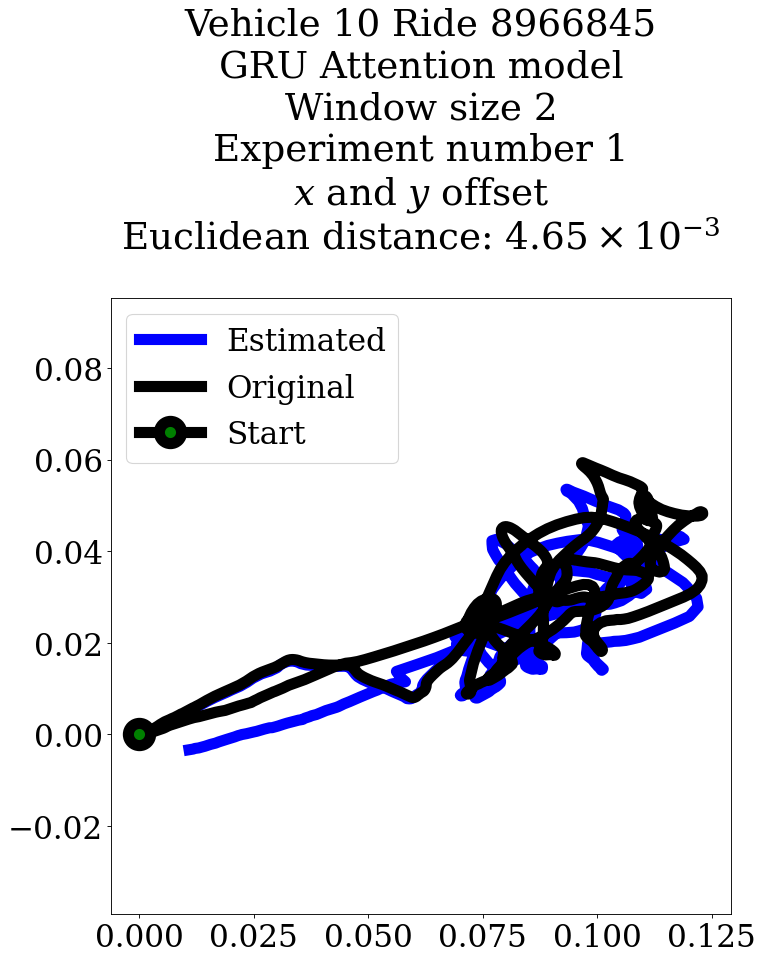 Vehicle 10 Ride 8966845
GRU Attention model
Window size 2
Experiment number 1
x and y offset
Euclidean distance: 4.65 × 10⁻³
Estimated
Original
Start
0.08
0.06
0.04
0.02
0.00
−0.02
0.000 0.025 0.050 0.075 0.100 0.125